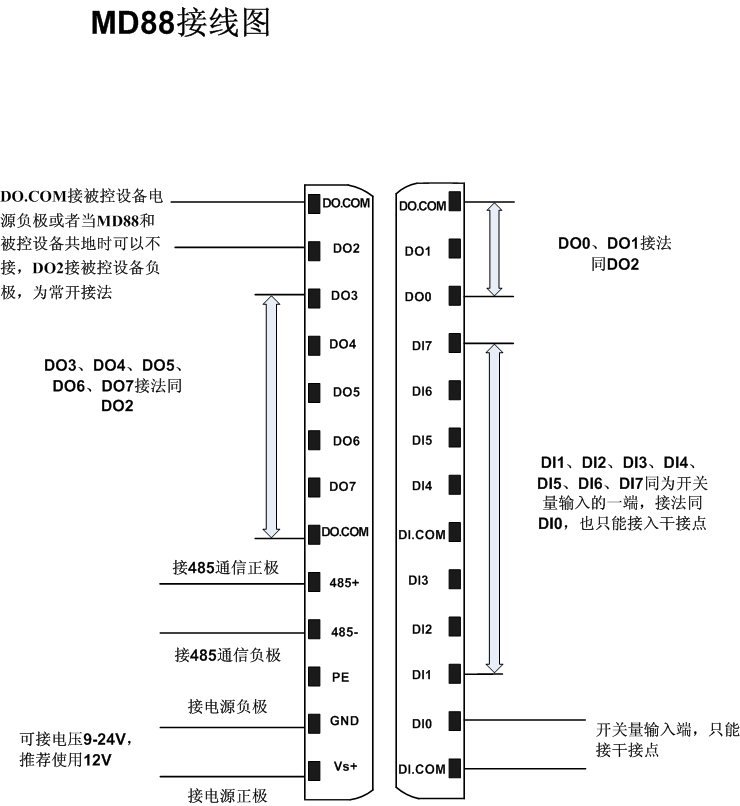 MD88接线图
DO.COM接被控设备电
源负极或者当MD88和
被控设备共地时可以不
接，DO2接被控设备负
极，为常开接法
DO3、DO4、DO5、
DO6、DO7接法同
DO2
接485通信正极
接485通信负极
接电源负极
可接电压9-24V，
推荐使用12V
接电源正极
DO.COM
DO2
DO3
DO4
DO5
DO6
DO7
DO.COM
485+
485-
PE
GND
Vs+
DO.COM
DO1
DO0
DI7
DI6
DI5
DI4
DI.COM
DI3
DI2
DI1
DI0
DI.COM
DO0、DO1接法
同DO2
DI1、DI2、DI3、DI4、
DI5、DI6、DI7同为开关
量输入的一端，接法同
DI0，也只能接入干接点
开关量输入端，只能
接干接点